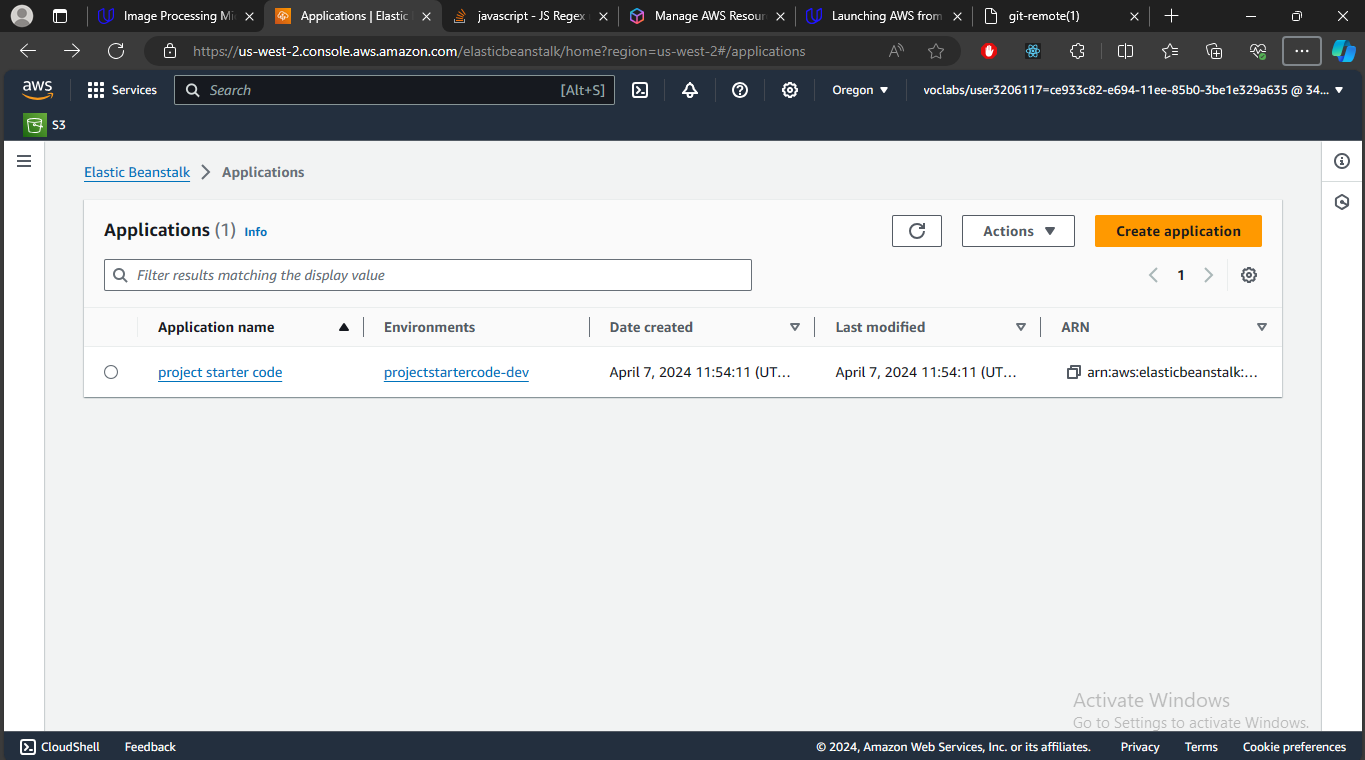 Image Processing Mi
Applications | Elastic
javascript - JS Regex
Manage AWS Resour
Launching AWS from
git-remote(1)
https://us-west-2.console.aws.amazon.com/elasticbeanstalk/home?region=us-west-2#/applications
aws
Services
Search
[Alt+S]
Oregon
voclabs/user3206117=ce933c82-e694-11ee-85b0-3be1e329a635 @ 34...
S3
Elastic Beanstalk
Applications
Applications (1) Info
Actions
Create application
Filter results matching the display value
1
Application name
Environments
Date created
Last modified
ARN
project starter code
projectstartercode-dev
April 7, 2024 11:54:11 (UT...
April 7, 2024 11:54:11 (UT...
arn:aws:elasticbeanstalk:...
Activate Windows
Go to Settings to activate Windows.
CloudShell
Feedback
© 2024, Amazon Web Services, Inc. or its affiliates.
Privacy
Terms
Cookie preferences